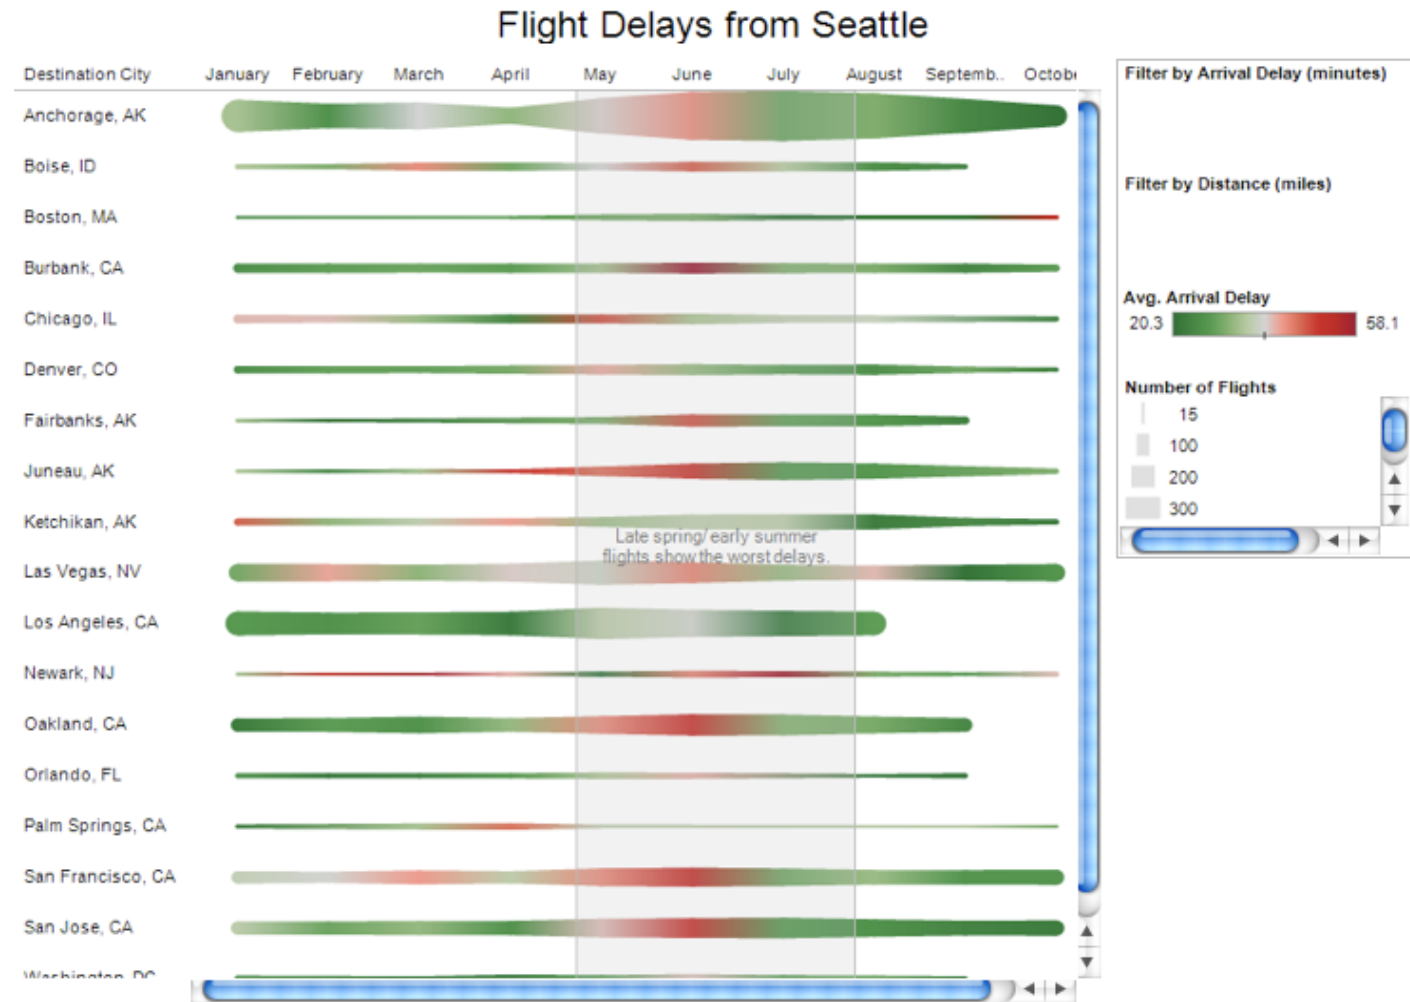 Flight Delays from Seattle
Destination City January February March April May June July August Septemb.. Octobe
Anchorage, AK
Boise, ID
Boston, MA
Burbank, CA
Chicago, IL
Denver, CO
Fairbanks, AK
Juneau, AK
Ketchikan, AK
Late spring/early summer
flights show the worst delays.
Las Vegas, NV
Los Angeles, CA
Newark, NJ
Oakland, CA
Orlando, FL
Palm Springs, CA
San Francisco, CA
San Jose, CA
Washington, DC
Filter by Arrival Delay (minutes)
Filter by Distance (miles)
Avg. Arrival Delay
20.3 58.1
Number of Flights
15
100
200
300